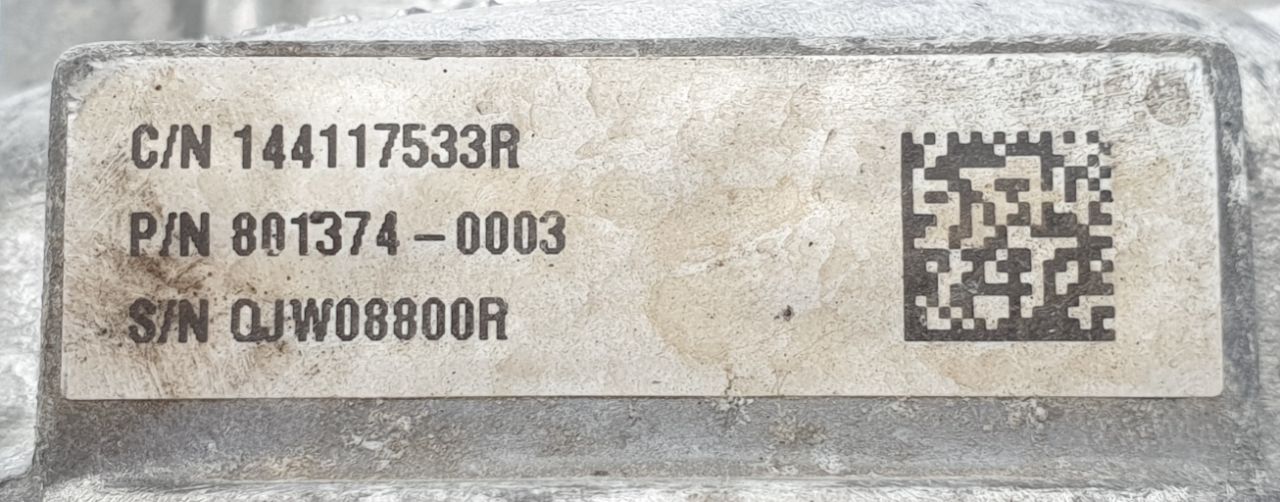 C/N 144117533R
P/N 801374-0003
S/N QJW08800R